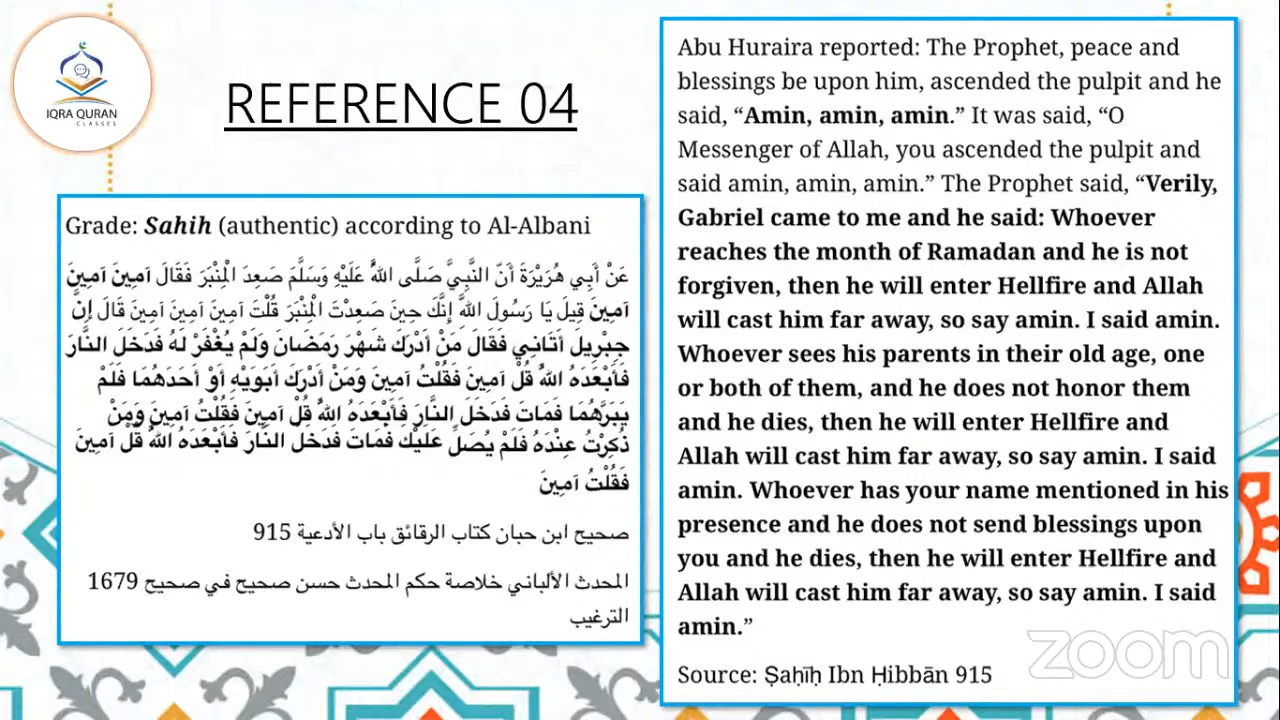 IQRA QURAN
CLASSES
REFERENCE 04
Grade: Sahih (authentic) according to Al-Albani
عَنْ أَبِي هُرَيْرَةَ أَنَّ النَّبِيَّ صَلَّى اللهُ عَلَيْهِ وَسَلَّمَ صَعِدَ الْمِنْبَرَ فَقَالَ آمِينَ آمِينَ
آمِينَ قِيلَ يَا رَسُولَ اللهِ إِنَّكَ حِينَ صَعِدْتَ الْمِنْبَرَ قُلْتَ آمِينَ آمِينَ آمِينَ قَالَ إِنَّ
جِبْرِيلَ أَتَانِي فَقَالَ مَنْ أَدْرَكَ شَهْرَ رَمَضَانَ وَلَمْ يُغْفَرْ لَهُ فَدَخَلَ النَّارَ
فَأَبْعَدَهُ اللهُ قُلْ آمِينَ فَقُلْتُ آمِينَ وَمَنْ أَدْرَكَ أَبَوَيْهِ أَوْ أَحَدَهُمَا فَلَمْ
يَبَرَّهُمَا فَمَاتَ فَدَخَلَ النَّارَ فَأَبْعَدَهُ اللهُ قُلْ آمِينَ فَقُلْتُ آمِينَ وَمَنْ
ذُكِرْتُ عِنْدَهُ فَلَمْ يُصَلِّ عَلَيْكَ فَمَاتَ فَدَخَلَ النَّارَ فَأَبْعَدَهُ اللهُ قُلْ آمِينَ
فَقُلْتُ آمِينَ
915 صحيح ابن حبان كتاب الرقائق باب الأدعية
1679 المحدث الألباني خلاصة حكم المحدث حسن صحيح في صحيح
الترغيب
Abu Huraira reported: The Prophet, peace and
blessings be upon him, ascended the pulpit and he
said, “Amin, amin, amin.” It was said, “O
Messenger of Allah, you ascended the pulpit and
said amin, amin, amin.” The Prophet said, “Verily,
Gabriel came to me and he said: Whoever
reaches the month of Ramadan and he is not
forgiven, then he will enter Hellfire and Allah
will cast him far away, so say amin. I said amin.
Whoever sees his parents in their old age, one
or both of them, and he does not honor them
and he dies, then he will enter Hellfire and
Allah will cast him far away, so say amin. I said
amin. Whoever has your name mentioned in his
presence and he does not send blessings upon
you and he dies, then he will enter Hellfire and
Allah will cast him far away, so say amin. I said
amin.”
Source: Ṣaḥīḥ Ibn Ḥibbān 915
zoom